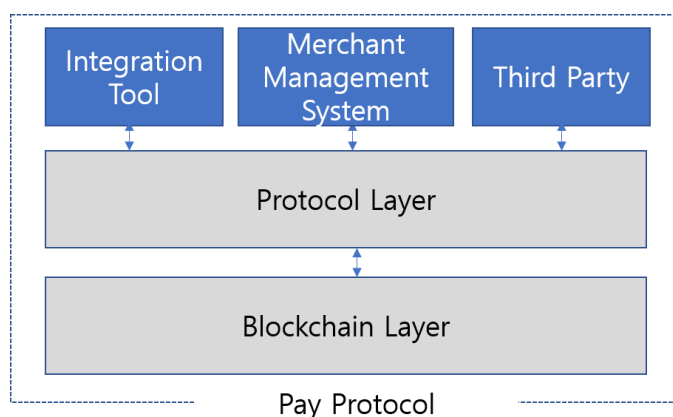 Integration
Tool
Merchant
Management
System
Third Party
Protocol Layer
Blockchain Layer
Pay Protocol